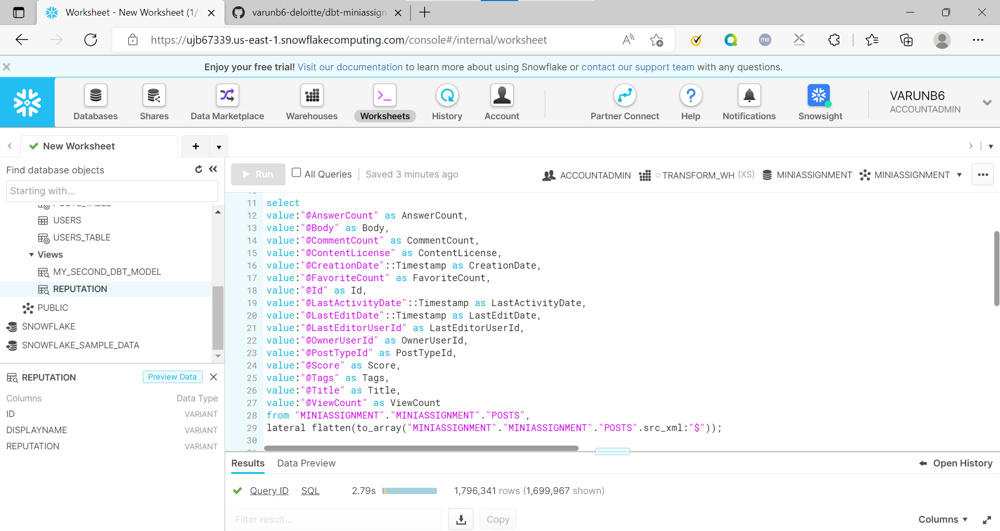 Worksheet - New Worksheet (1/
varunb6-deloitte/dbt-miniassign
https://ujb67339.us-east-1.snowflakecomputing.com/console#/internal/worksheet
me
Enjoy your free trial! Visit our documentation to learn more about using Snowflake or contact our support team with any questions.
Databases
Shares
Data Marketplace
Warehouses
Worksheets
History
Account
Partner Connect
Help
Notifications
Snowsight
VARUNB6
ACCOUNTADMIN
New Worksheet
Find database objects
Starting with...
Run
All Queries
Saved 3 minutes ago
ACCOUNTADMIN
TRANSFORM_WH (XS)
MINIASSIGNMENT
MINIASSIGNMENT
POSTS_TABLE
USERS
USERS_TABLE
Views
MY_SECOND_DBT_MODEL
REPUTATION
PUBLIC
SNOWFLAKE
SNOWFLAKE_SAMPLE_DATA
REPUTATION
Preview Data
Columns Data Type
ID VARIANT
DISPLAYNAME VARIANT
REPUTATION VARIANT
11 select
12 value:"@AnswerCount" as AnswerCount,
13 value:"@Body" as Body,
14 value:"@CommentCount" as CommentCount,
15 value:"@ContentLicense" as ContentLicense,
16 value:"@CreationDate"::Timestamp as CreationDate,
17 value:"@FavoriteCount" as FavoriteCount,
18 value:"@Id" as Id,
19 value:"@LastActivityDate"::Timestamp as LastActivityDate,
20 value:"@LastEditDate"::Timestamp as LastEditDate,
21 value:"@LastEditorUserId" as LastEditorUserId,
22 value:"@OwnerUserId" as OwnerUserId,
23 value:"@PostTypeId" as PostTypeId,
24 value:"@Score" as Score,
25 value:"@Tags" as Tags,
26 value:"@Title" as Title,
27 value:"@ViewCount" as ViewCount
28 from "MINIASSIGNMENT"."MINIASSIGNMENT"."POSTS",
29 lateral flatten(to_array("MINIASSIGNMENT"."MINIASSIGNMENT"."POSTS".src_xml:"$"));
30
Results
Data Preview
Open History
Query ID
SQL
2.79s
1,796,341 rows (1,699,967 shown)
Filter result...
Copy
Columns